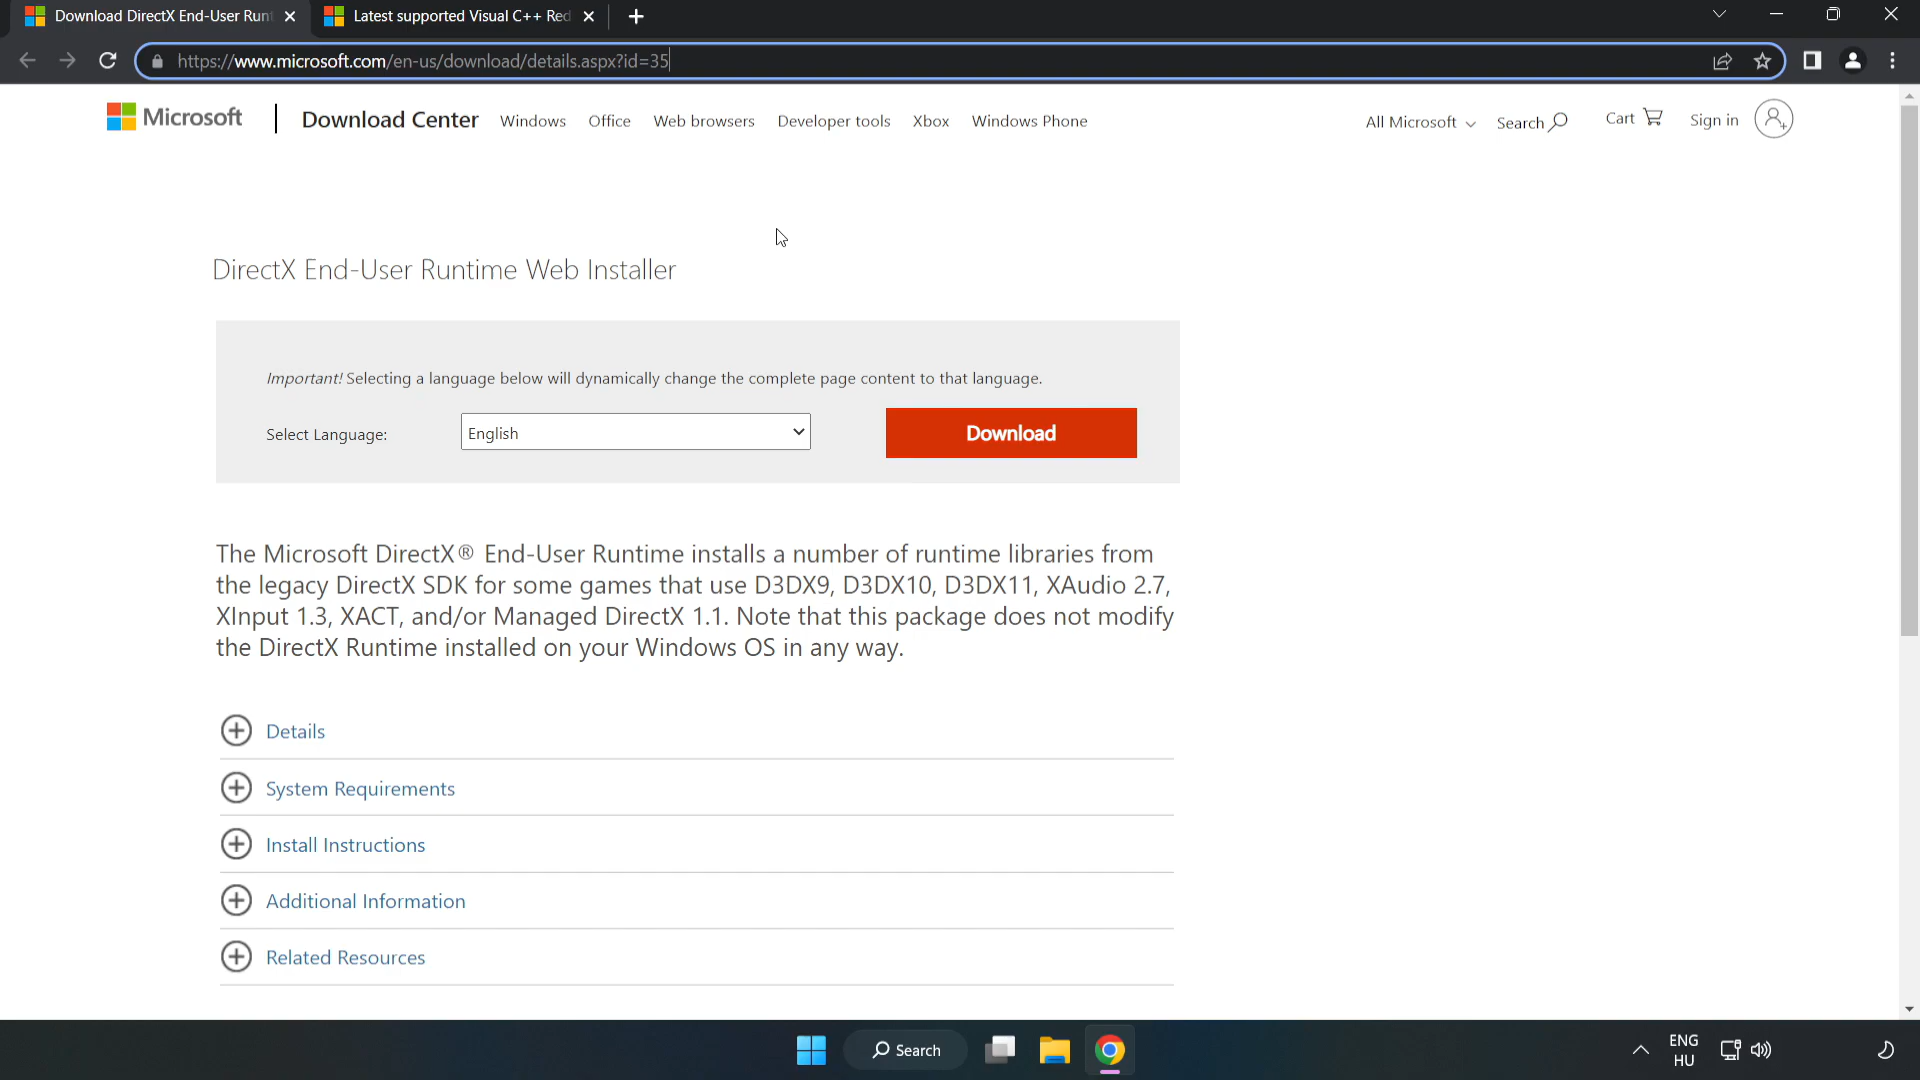 Download DirectX End-User Runt
Latest supported Visual C++ Red
https://www.microsoft.com/en-us/download/details.aspx?id=35
Microsoft
Download Center
Windows
Office
Web browsers
Developer tools
Xbox
Windows Phone
All Microsoft
Search
Cart
Sign in
DirectX End-User Runtime Web Installer
Important! Selecting a language below will dynamically change the complete page content to that language.
Select Language:
English
Download
The Microsoft DirectX® End-User Runtime installs a number of runtime libraries from
the legacy DirectX SDK for some games that use D3DX9, D3DX10, D3DX11, XAudio 2.7,
XInput 1.3, XACT, and/or Managed DirectX 1.1. Note that this package does not modify
the DirectX Runtime installed on your Windows OS in any way.
Details
System Requirements
Install Instructions
Additional Information
Related Resources
Search
ENG
HU